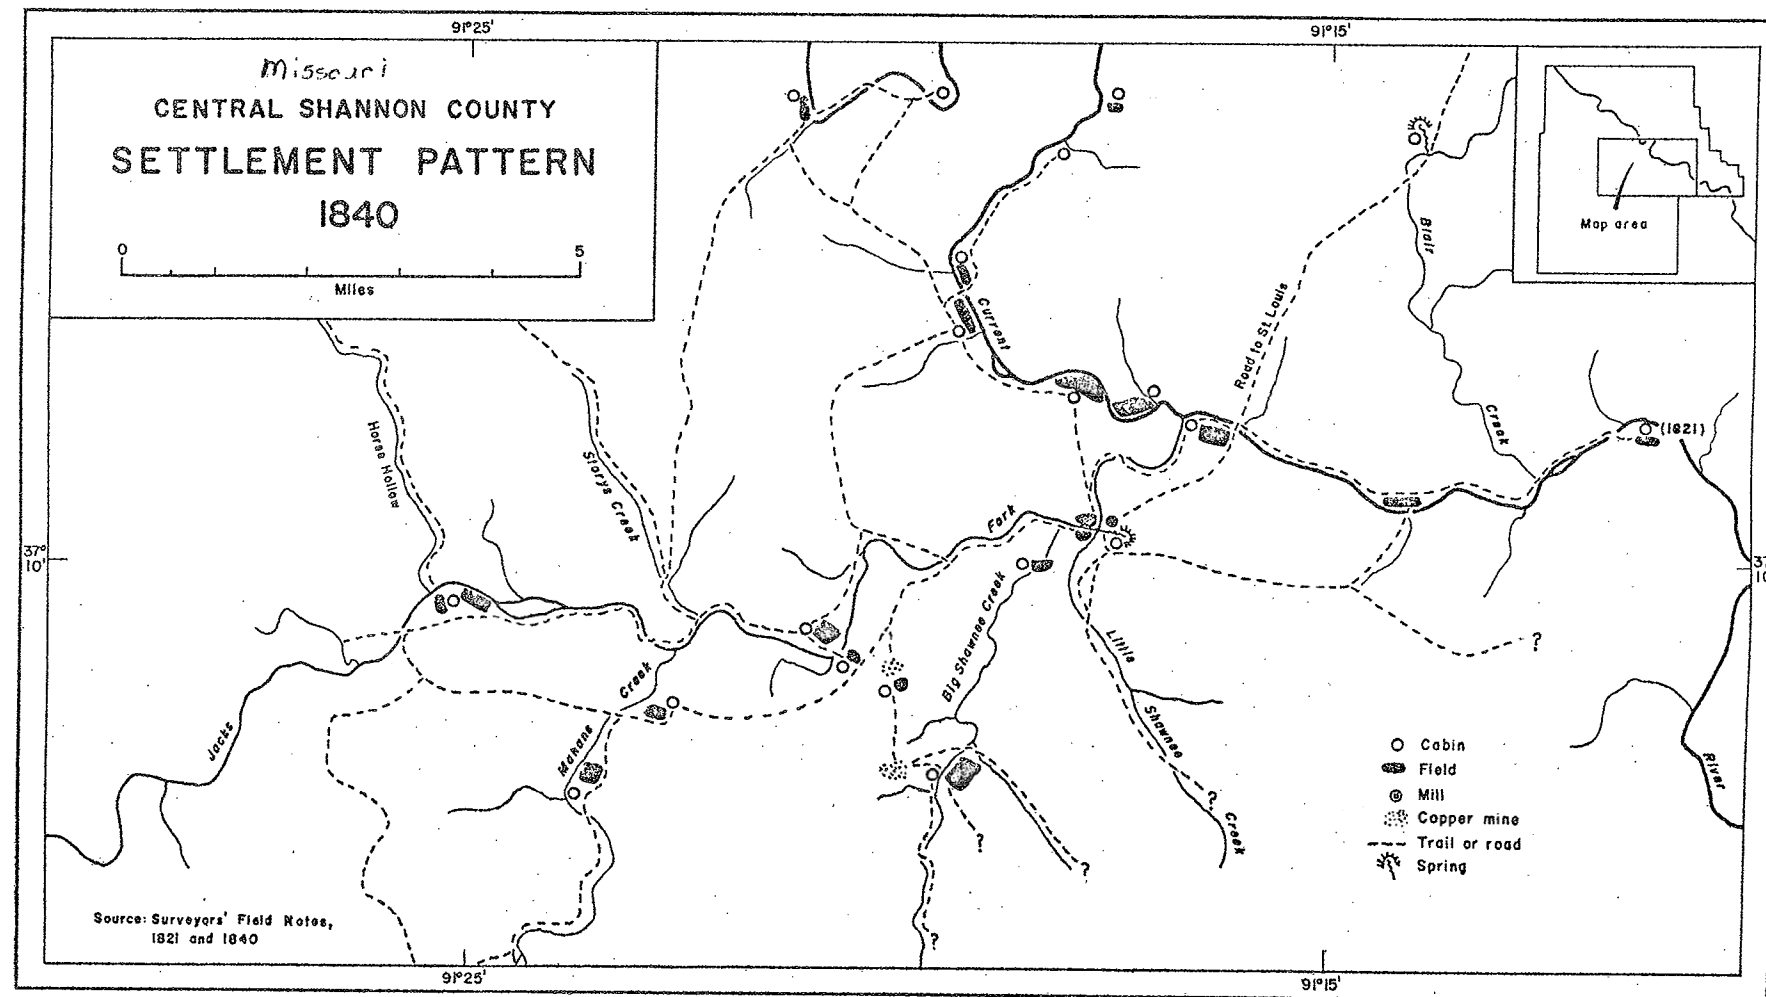 91°25'
91°15'
Missouri
CENTRAL SHANNON COUNTY
SETTLEMENT PATTERN
1840
0 5
Miles
Map area
Blair
Creek
Current
Road to St Louis
Horse Hollow
Storys Creek
(1821)
Fork
37°
10'
37
10
Big Shawnee Creek
Little
Shawnee
Creek
?
Makans
Creek
Jacks
River
?
?
?
?
Cabin
Field
Mill
Copper mine
Trail or road
Spring
Source: Surveyors' Field Notes,
1821 and 1840
91°25'
91°15'